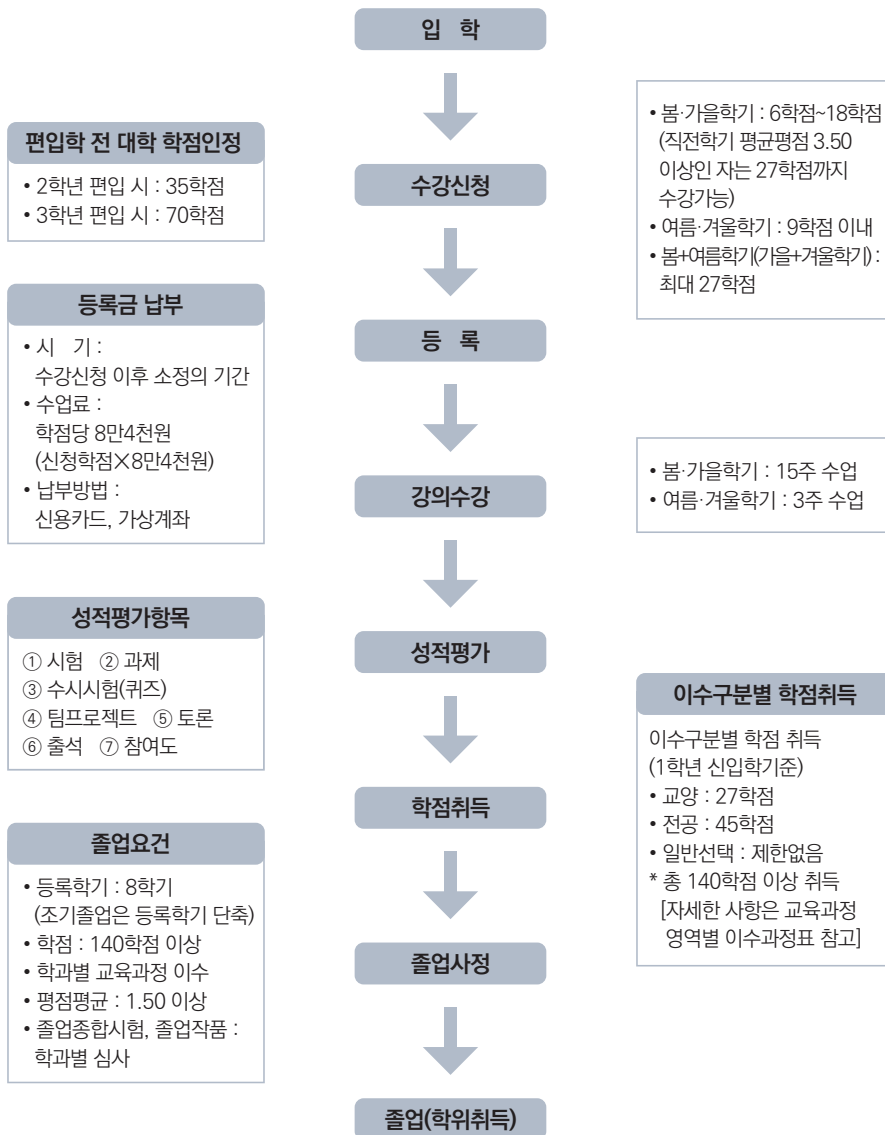 입 학
수강신청
등 록
강의수강
성적평가
학점취득
졸업사정
졸업(학위취득)
편입학 전 대학 학점인정
• 2학년 편입 시 : 35학점
• 3학년 편입 시 : 70학점
등록금 납부
• 시 기 :
수강신청 이후 소정의 기간
• 수업료 :
학점당 8만4천원
(신청학점×8만4천원)
• 납부방법 :
신용카드, 가상계좌
성적평가항목
① 시험 ② 과제
③ 수시시험(퀴즈)
④ 팀프로젝트 ⑤ 토론
⑥ 출석 ⑦ 참여도
졸업요건
• 등록학기 : 8학기
(조기졸업은 등록학기 단축)
• 학점 : 140학점 이상
• 학과별 교육과정 이수
• 평점평균 : 1.50 이상
• 졸업종합시험, 졸업작품 :
학과별 심사
• 봄·가을학기 : 6학점~18학점
(직전학기 평균평점 3.50
이상인 자는 27학점까지
수강가능)
• 여름·겨울학기 : 9학점 이내
• 봄+여름학기(가을+겨울학기) :
최대 27학점
• 봄·가을학기 : 15주 수업
• 여름·겨울학기 : 3주 수업
이수구분별 학점취득
이수구분별 학점 취득
(1학년 신입학기준)
• 교양 : 27학점
• 전공 : 45학점
• 일반선택 : 제한없음
* 총 140학점 이상 취득
[자세한 사항은 교육과정
영역별 이수과정표 참고]